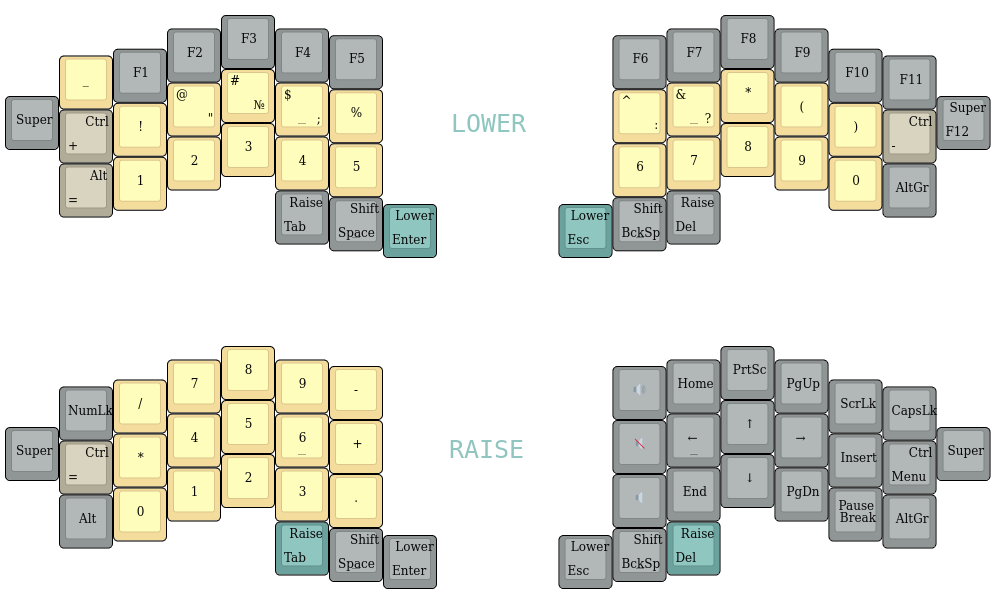 _ F1 F2 F3 F4 F5
F6 F7 F8 F9 F10 F11
Super Ctrl + ! @ " # № $ _ ; %
LOWER
^ : & _ ? * ( ) Ctrl - Super F12
Alt = 1 2 3 4 5
6 7 8 9 0 AltGr
Raise Tab Shift Space Lower Enter
Lower Esc Shift BckSp Raise Del
NumLk / 7 8 9 -
Home PrtSc PgUp ScrLk CapsLk
Super Ctrl = * 4 5 6 _ +
RAISE
← _ ↑ → Insert Ctrl Menu Super
Alt 0 1 2 3 .
End ↓ PgDn Pause Break AltGr
Raise Tab Shift Space Lower Enter
Lower Esc Shift BckSp Raise Del